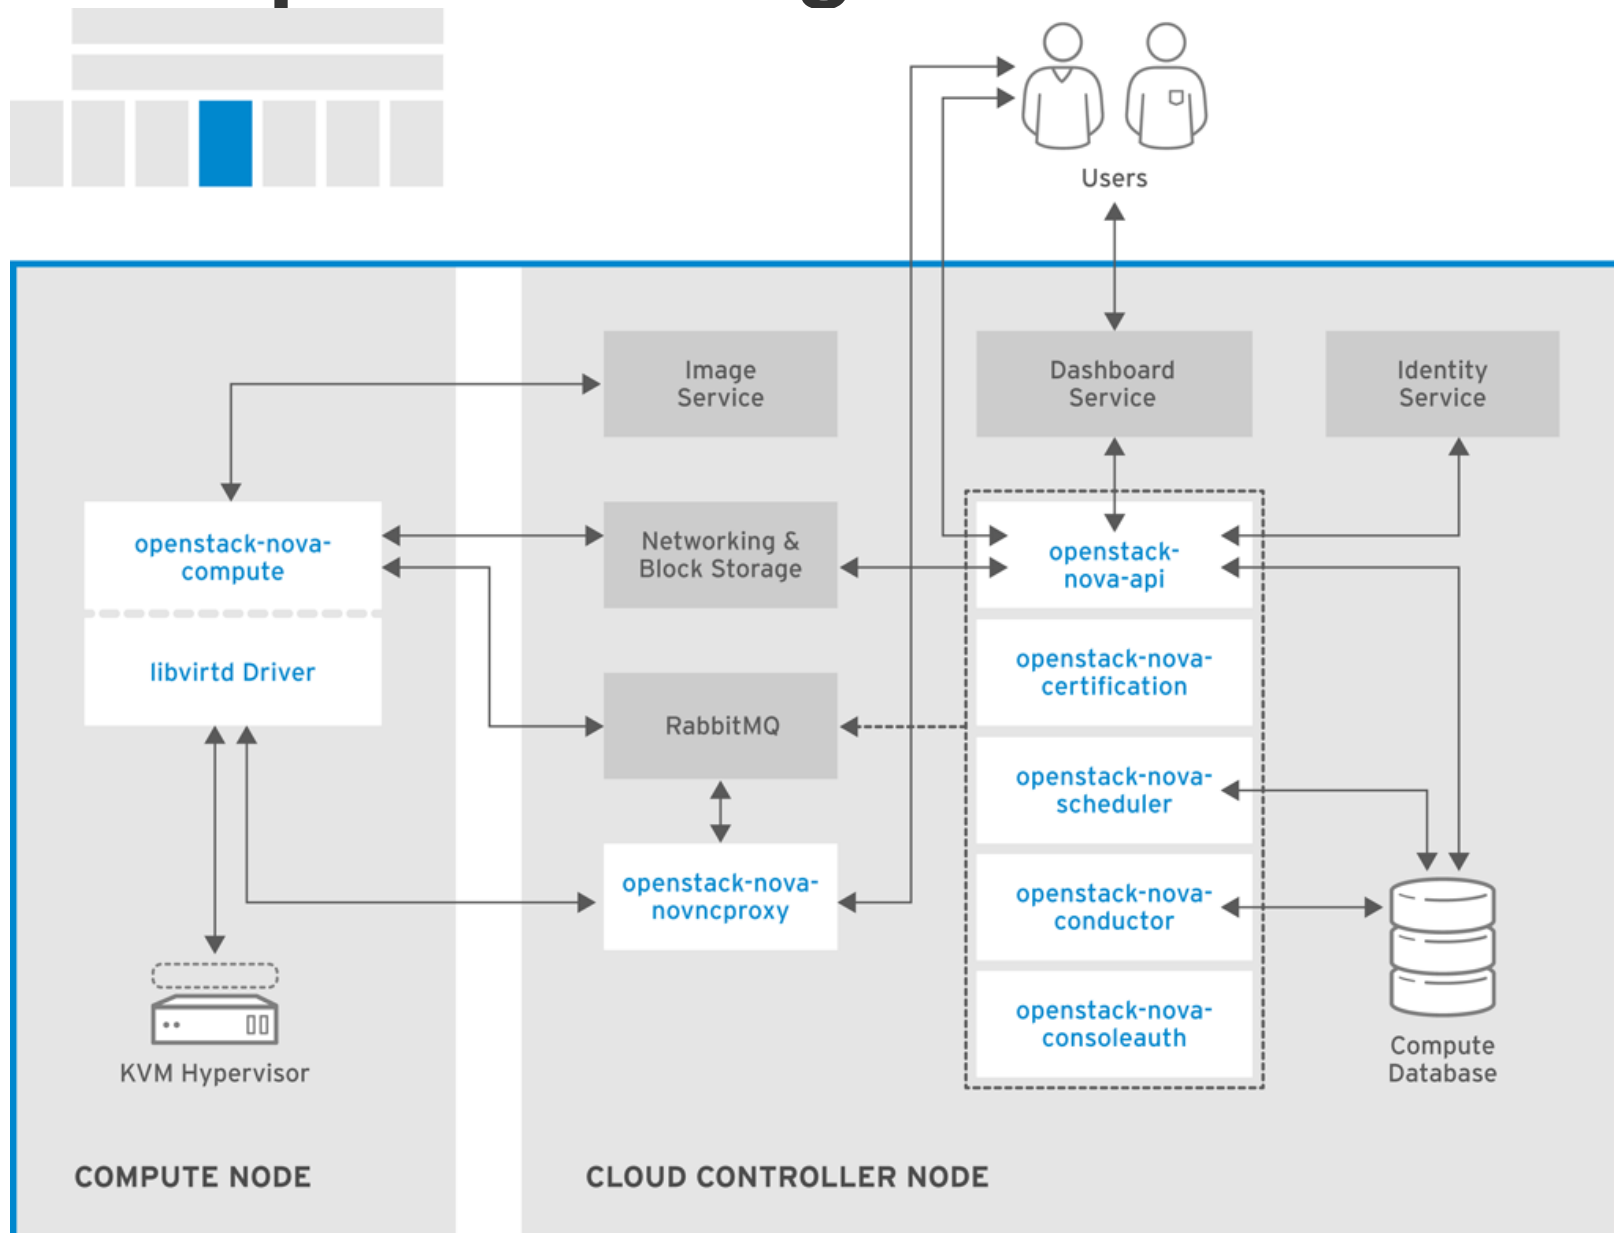 Users
Image
Service
Dashboard
Service
Identity
Service
openstack-nova-
compute
Networking &
Block Storage
openstack-
nova-api
libvirtd Driver
openstack-nova-
certification
RabbitMQ
openstack-nova-
scheduler
openstack-nova-
novncproxy
openstack-nova-
conductor
openstack-nova-
consoleauth
KVM Hypervisor
Compute
Database
COMPUTE NODE
CLOUD CONTROLLER NODE